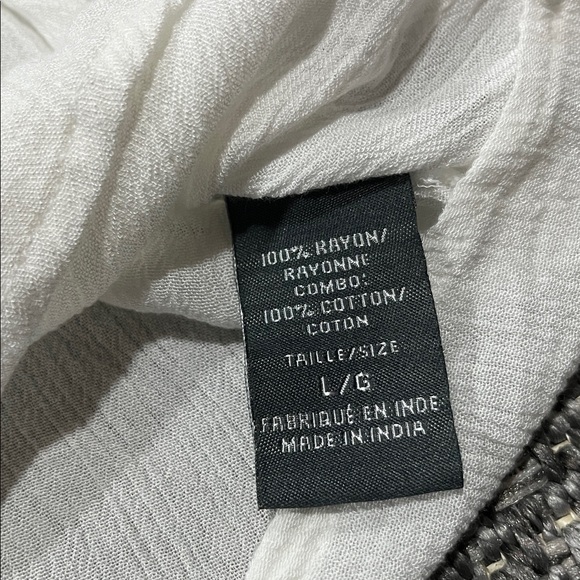 100% RAYON/
RAYONNE
COMBO:
100% COTTON/
COTON
TAILLE/SIZE
L/G
FABRIQUÉ EN INDE
MADE IN INDIA